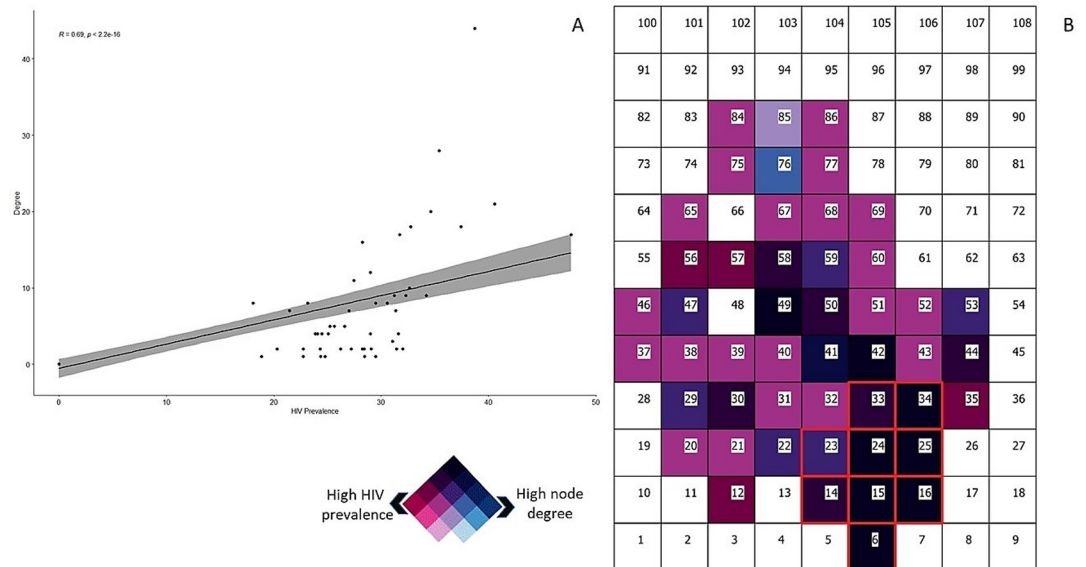 R = 0.69, p < 2.2e-16
A
40
30
20
10
0
Degree
0 10 20 30 40 50
HIV Prevalence
High HIV prevalence
High node degree
B
100 101 102 103 104 105 106 107 108
91 92 93 94 95 96 97 98 99
82 83 84 85 86 87 88 89 90
73 74 75 76 77 78 79 80 81
64 65 66 67 68 69 70 71 72
55 56 57 58 59 60 61 62 63
46 47 48 49 50 51 52 53 54
37 38 39 40 41 42 43 44 45
28 29 30 31 32 33 34 35 36
19 20 21 22 23 24 25 26 27
10 11 12 13 14 15 16 17 18
1 2 3 4 5 6 7 8 9